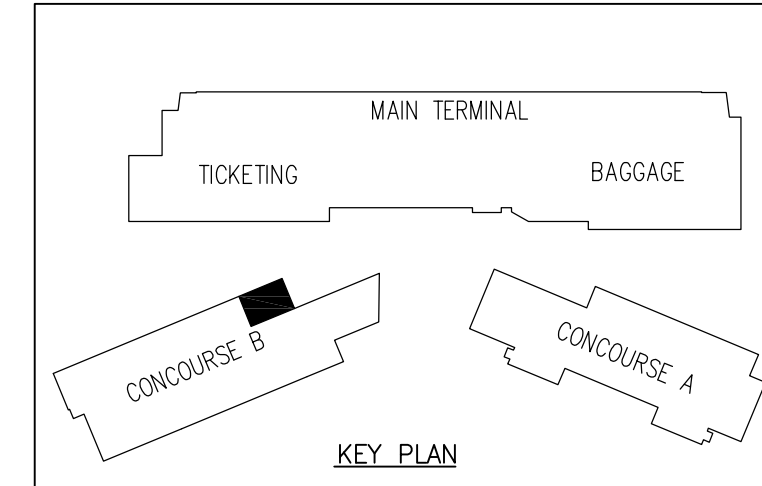 MAIN TERMINAL
TICKETING
BAGGAGE
CONCOURSE B
CONCOURSE A
KEY PLAN